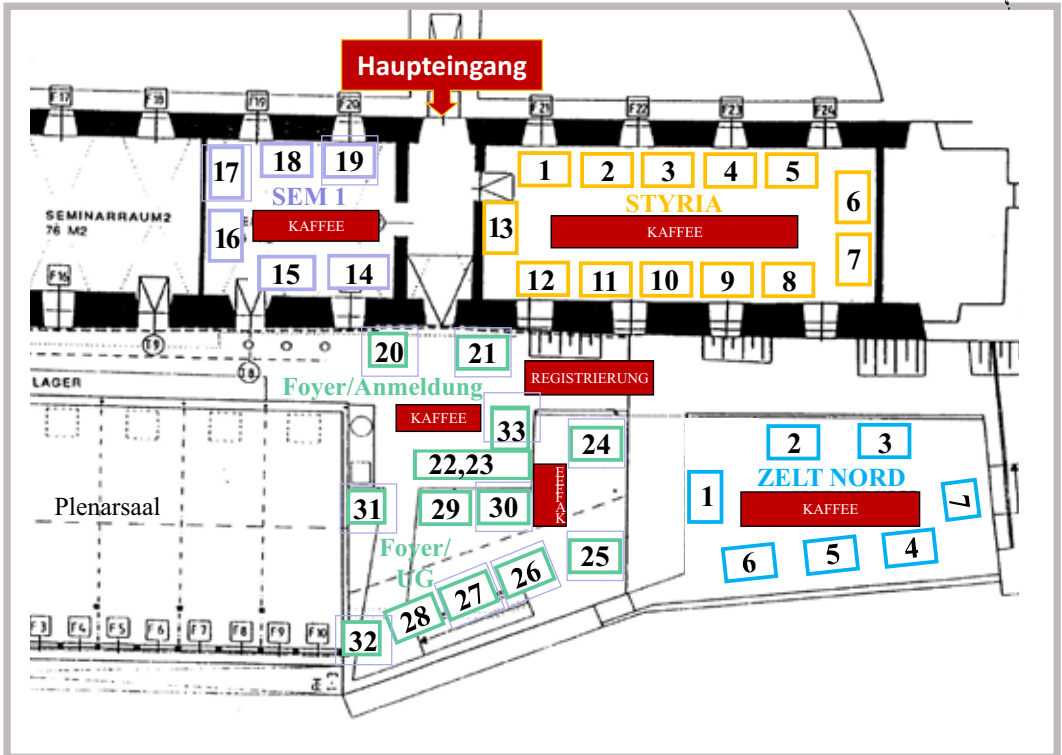 Haupteingang
F17
F18
F19
F20
F21
F22
F23
F24
17
18
19
SEM 1
16
KAFFEE
15
14
SEMINARRAUM2
76 M2
F16
1
2
3
4
5
6
STYRIA
13
KAFFEE
7
12
11
10
9
8
T9
T8
20
21
Foyer/Anmeldung
REGISTRIERUNG
LAGER
KAFFEE
33
24
22,23
EEFFAK
Plenarsaal
31
29
30
Foyer/
UG
25
26
27
28
32
2
3
ZELT NORD
1
KAFFEE
7
6
5
4
F3
F4
F5
F6
F7
F8
F9
F10